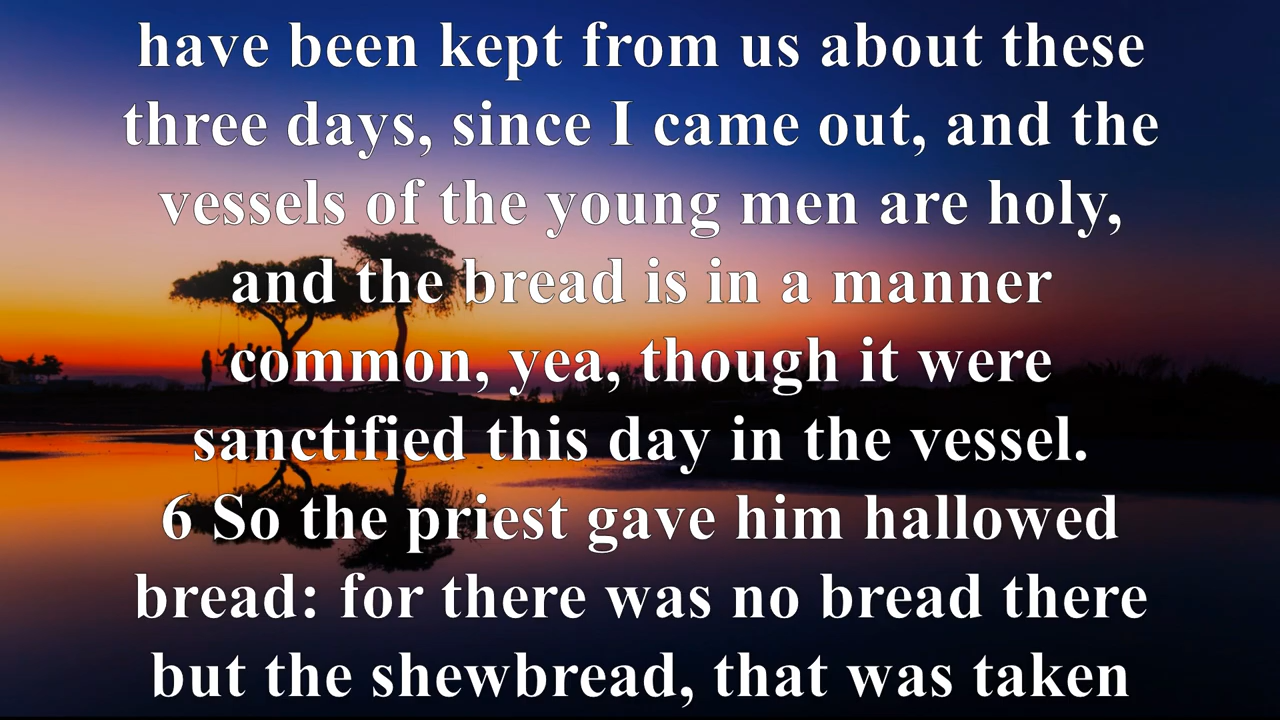 have been kept from us about these
three days, since I came out, and the
vessels of the young men are holy,
and the bread is in a manner
common, yea, though it were
sanctified this day in the vessel.
6 So the priest gave him hallowed
bread: for there was no bread there
but the shewbread, that was taken